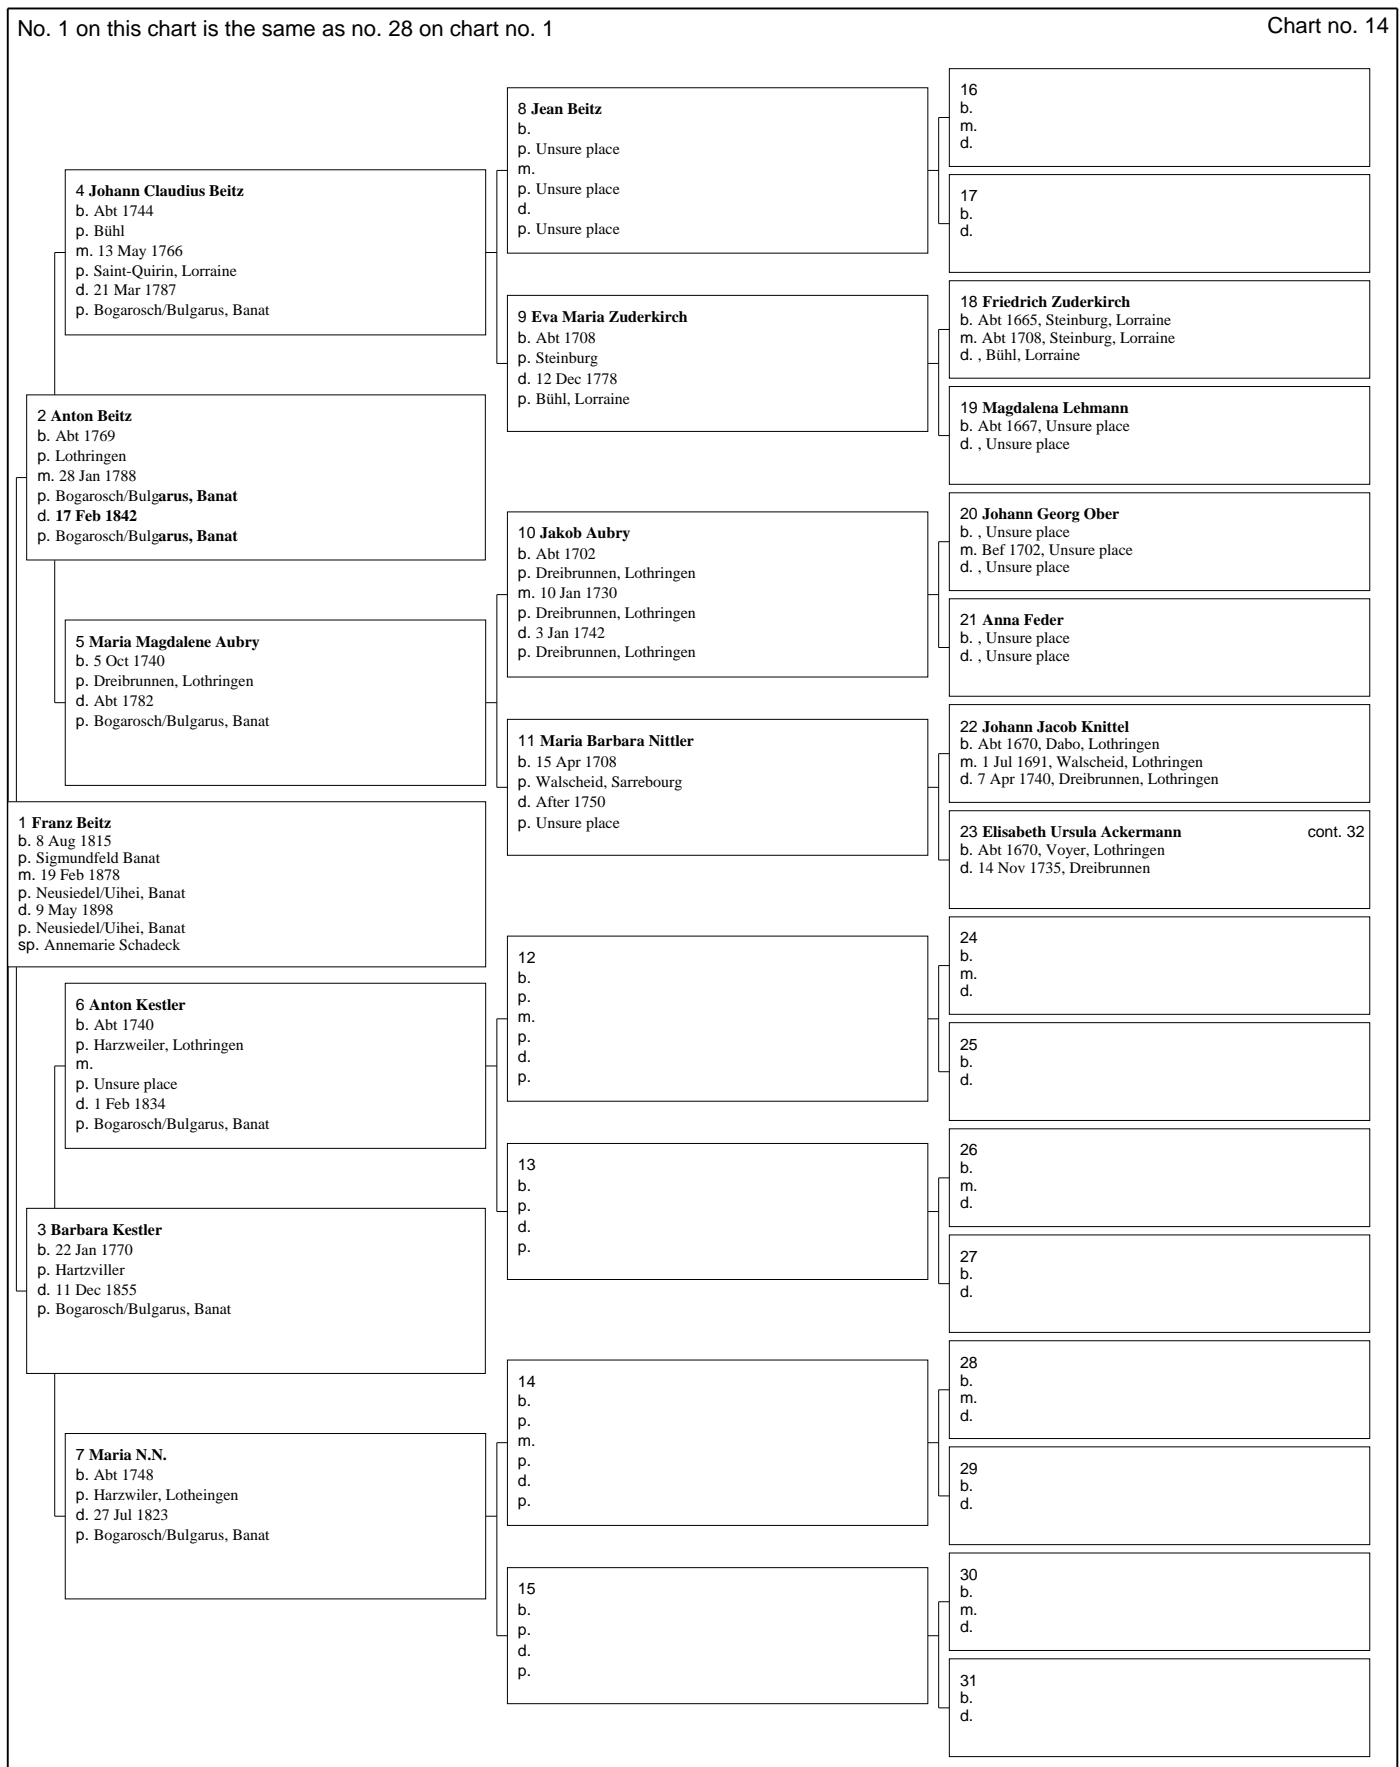 No. 1 on this chart is the same as no. 28 on chart no. 1
Chart no. 14
8 Jean Beitz
b.
p. Unsure place
m.
p. Unsure place
d.
p. Unsure place
16
b.
m.
d.
17
b.
d.
4 Johann Claudius Beitz
b. Abt 1744
p. Bühl
m. 13 May 1766
p. Saint-Quirin, Lorraine
d. 21 Mar 1787
p. Bogarosch/Bulgarus, Banat
9 Eva Maria Zuderkirch
b. Abt 1708
p. Steinburg
d. 12 Dec 1778
p. Bühl, Lorraine
18 Friedrich Zuderkirch
b. Abt 1665, Steinburg, Lorraine
m. Abt 1708, Steinburg, Lorraine
d. , Bühl, Lorraine
19 Magdalena Lehmann
b. Abt 1667, Unsure place
d. , Unsure place
2 Anton Beitz
b. Abt 1769
p. Lothringen
m. 28 Jan 1788
p. Bogarosch/Bulgarus, Banat
d. 17 Feb 1842
p. Bogarosch/Bulgarus, Banat
10 Jakob Aubry
b. Abt 1702
p. Dreibrunnen, Lothringen
m. 10 Jan 1730
p. Dreibrunnen, Lothringen
d. 3 Jan 1742
p. Dreibrunnen, Lothringen
20 Johann Georg Ober
b. , Unsure place
m. Bef 1702, Unsure place
d. , Unsure place
21 Anna Feder
b. , Unsure place
d. , Unsure place
5 Maria Magdalene Aubry
b. 5 Oct 1740
p. Dreibrunnen, Lothringen
d. Abt 1782
p. Bogarosch/Bulgarus, Banat
11 Maria Barbara Nittler
b. 15 Apr 1708
p. Walscheid, Sarrebourg
d. After 1750
p. Unsure place
22 Johann Jacob Knittel
b. Abt 1670, Dabo, Lothringen
m. 1 Jul 1691, Walscheid, Lothringen
d. 7 Apr 1740, Dreibrunnen, Lothringen
23 Elisabeth Ursula Ackermann cont. 32
b. Abt 1670, Voyer, Lothringen
d. 14 Nov 1735, Dreibrunnen
1 Franz Beitz
b. 8 Aug 1815
p. Sigmundfeld Banat
m. 19 Feb 1878
p. Neusiedel/Uihei, Banat
d. 9 May 1898
p. Neusiedel/Uihei, Banat
sp. Annemarie Schadeck
12
b.
p.
m.
p.
d.
p.
24
b.
m.
d.
25
b.
d.
6 Anton Kestler
b. Abt 1740
p. Harzweiler, Lothringen
m.
p. Unsure place
d. 1 Feb 1834
p. Bogarosch/Bulgarus, Banat
13
b.
p.
d.
p.
26
b.
m.
d.
27
b.
d.
3 Barbara Kestler
b. 22 Jan 1770
p. Hartzviller
d. 11 Dec 1855
p. Bogarosch/Bulgarus, Banat
14
b.
p.
m.
p.
d.
p.
28
b.
m.
d.
29
b.
d.
7 Maria N.N.
b. Abt 1748
p. Harzwiler, Lotheingen
d. 27 Jul 1823
p. Bogarosch/Bulgarus, Banat
15
b.
p.
d.
p.
30
b.
m.
d.
31
b.
d.